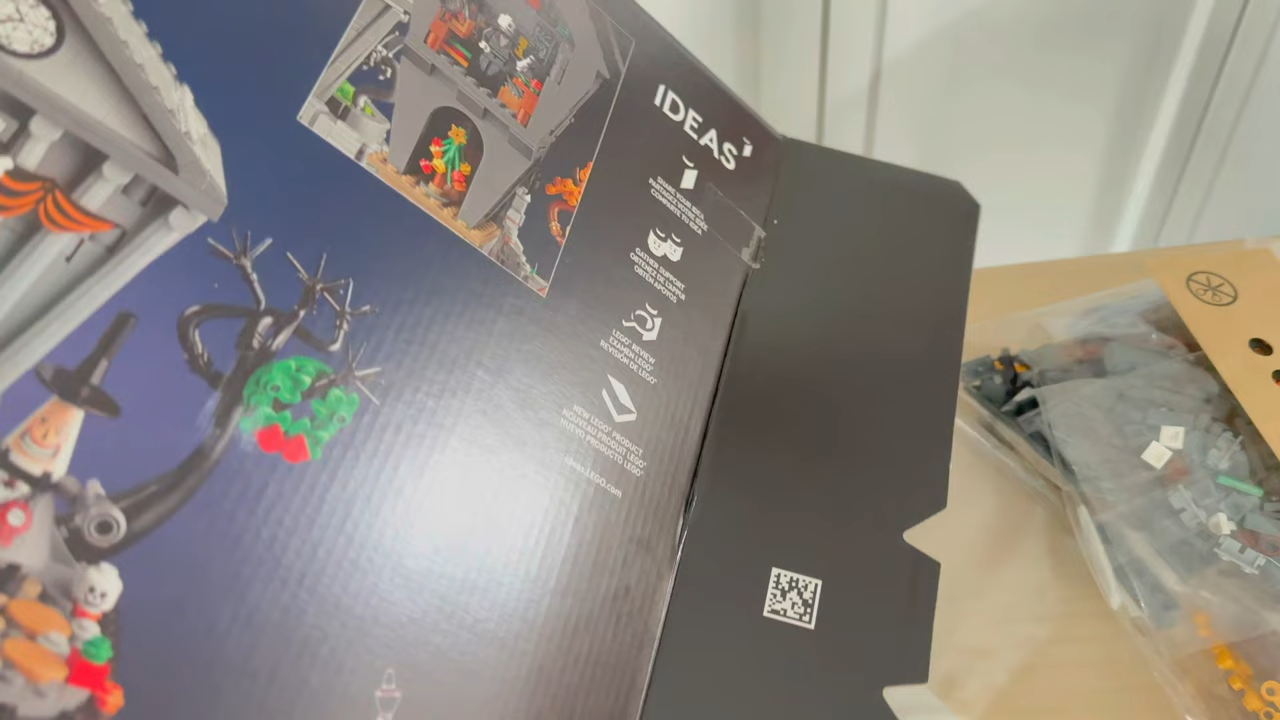 IDEAS
SHARE YOUR IDEA
PARTAGEZ VOTRE IDÉE
COMPARTE TU IDEA
GATHER SUPPORT
OBTENEZ DE L'APPUI
OBTÉN APOYOS
LEGO® REVIEW
EXAMEN LEGO®
REVISIÓN DE LEGO®
NEW LEGO® PRODUCT
NOUVEAU PRODUIT LEGO®
NUEVO PRODUCTO LEGO®
ideas.LEGO.com